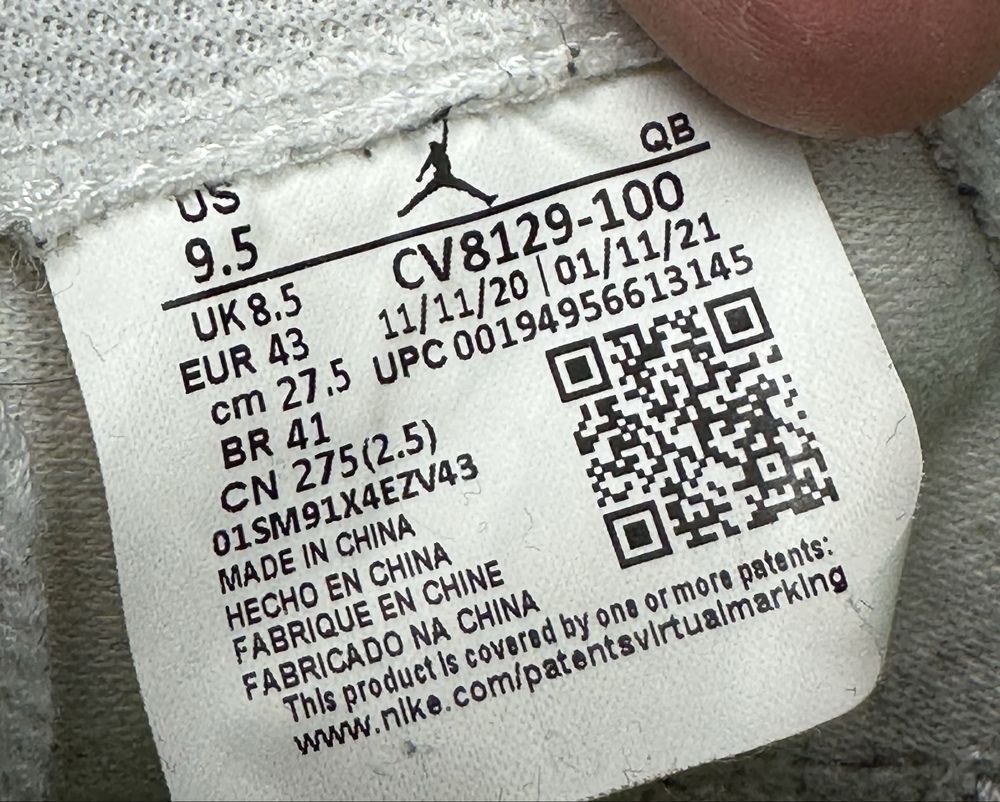 US
QB
9.5
CV8129-100
UK 8.5
11/11/20 | 01/11/21
EUR 43
UPC 00194956613145
cm 27.5
BR 41
CN 275(2.5)
01SM91X4EZV43
MADE IN CHINA
HECHO EN CHINA
FABRIQUE EN CHINE
FABRICADO NA CHINA
This product is covered by one or more patents:
www.nike.com/patentsvirtualmarking